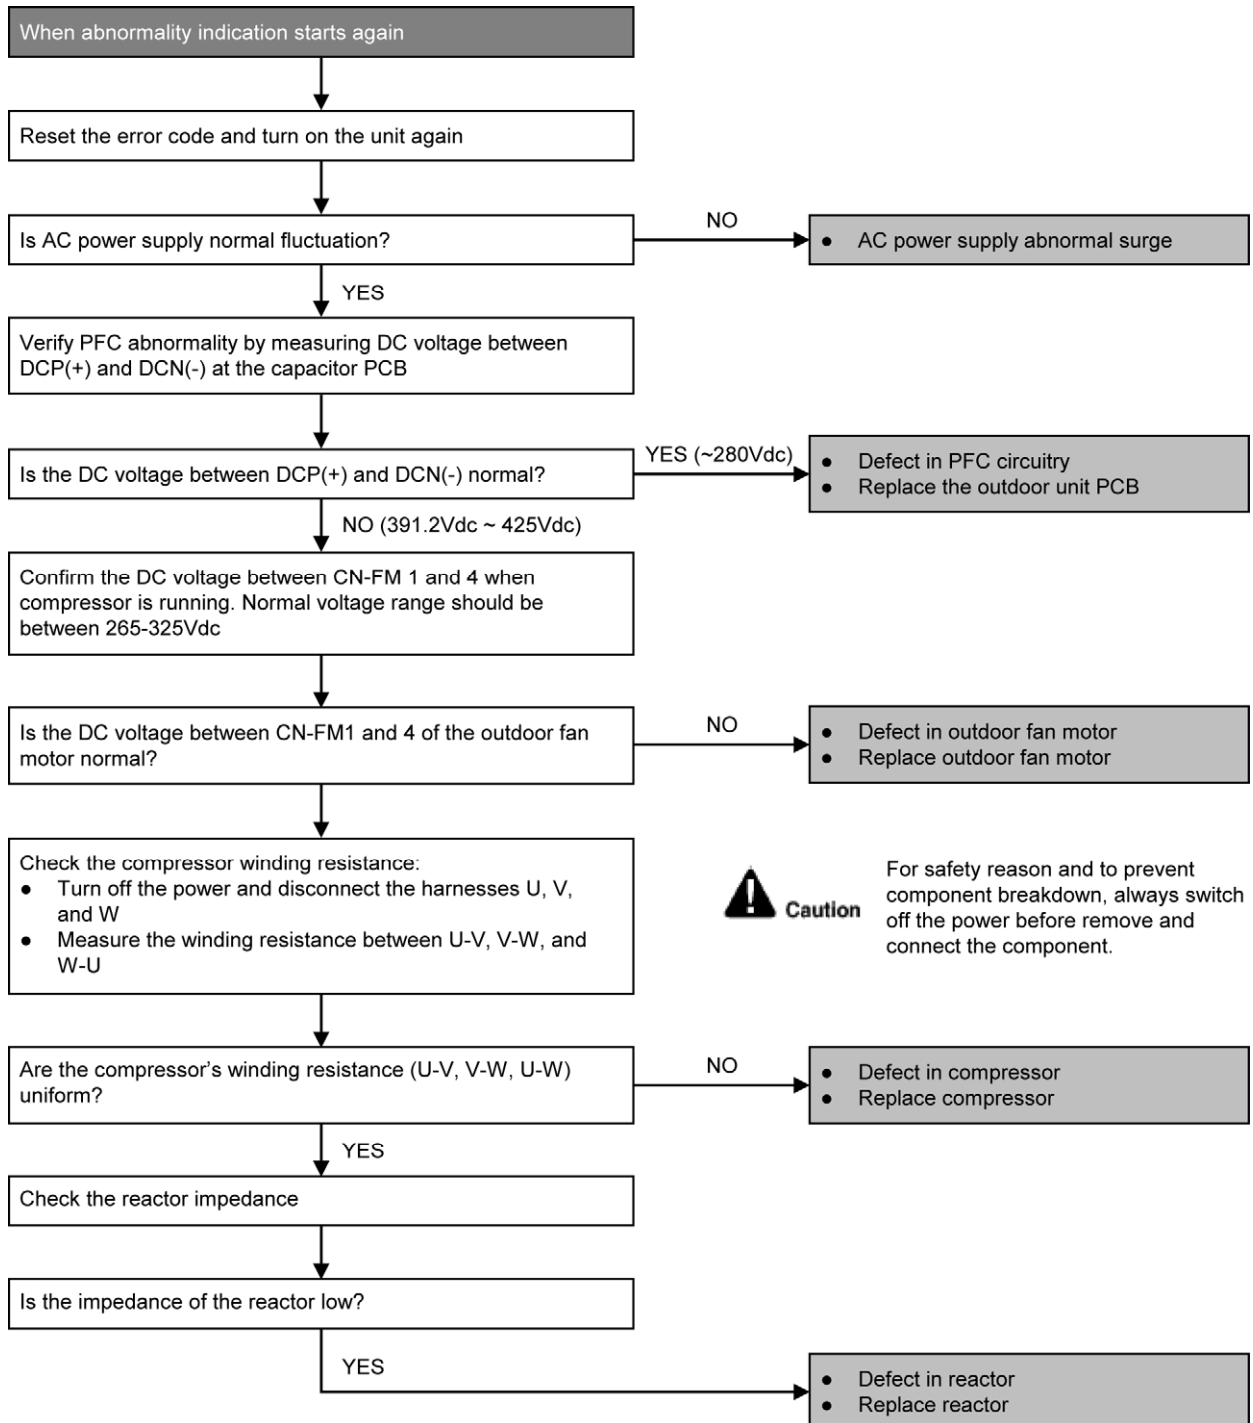 When abnormality indication starts again
Reset the error code and turn on the unit again
Is AC power supply normal fluctuation?
NO
● AC power supply abnormal surge
YES
Verify PFC abnormality by measuring DC voltage between
DCP(+) and DCN(-) at the capacitor PCB
Is the DC voltage between DCP(+) and DCN(-) normal?
YES (~280Vdc)
● Defect in PFC circuitry
● Replace the outdoor unit PCB
NO (391.2Vdc ~ 425Vdc)
Confirm the DC voltage between CN-FM 1 and 4 when
compressor is running. Normal voltage range should be
between 265-325Vdc
Is the DC voltage between CN-FM1 and 4 of the outdoor fan
motor normal?
NO
● Defect in outdoor fan motor
● Replace outdoor fan motor
Check the compressor winding resistance:
● Turn off the power and disconnect the harnesses U, V,
and W
● Measure the winding resistance between U-V, V-W, and
W-U
Caution
For safety reason and to prevent
component breakdown, always switch
off the power before remove and
connect the component.
Are the compressor's winding resistance (U-V, V-W, U-W)
uniform?
NO
● Defect in compressor
● Replace compressor
YES
Check the reactor impedance
Is the impedance of the reactor low?
YES
● Defect in reactor
● Replace reactor